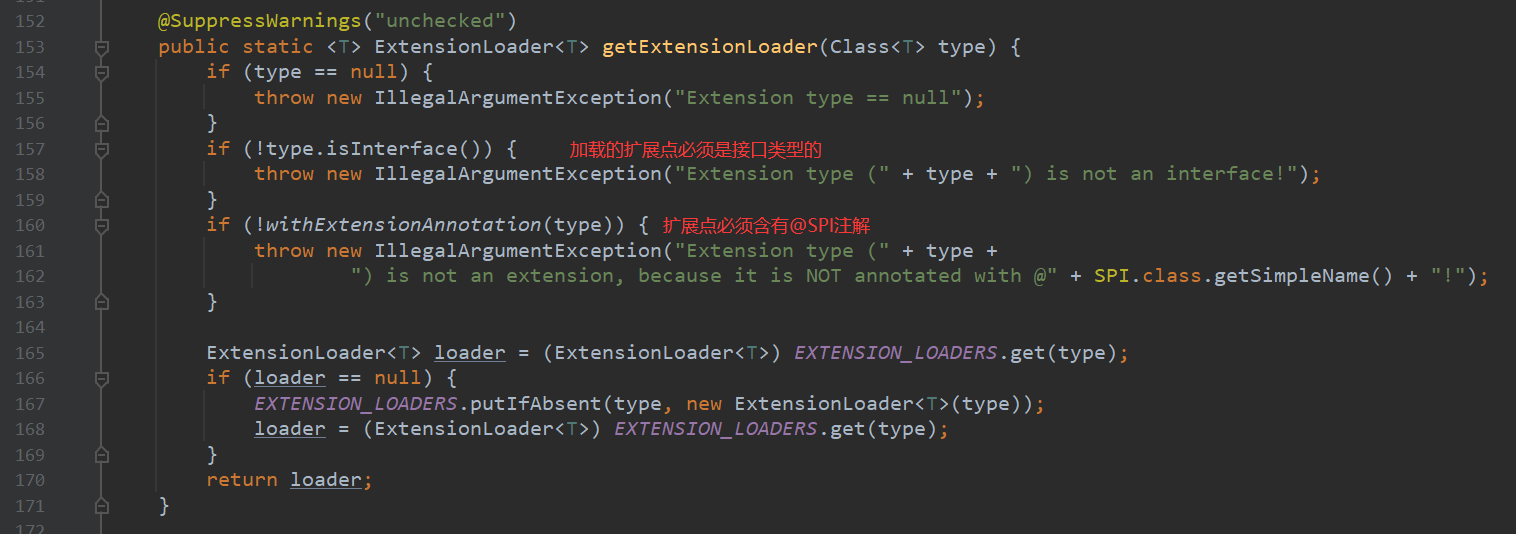 152 @SuppressWarnings("unchecked")
153 public static <T> ExtensionLoader<T> getExtensionLoader(Class<T> type) {
154 if (type == null) {
155 throw new IllegalArgumentException("Extension type == null");
156 }
157 if (!type.isInterface()) { 加载的扩展点必须是接口类型的
158 throw new IllegalArgumentException("Extension type (" + type + ") is not an interface!");
159 }
160 if (!withExtensionAnnotation(type)) { 扩展点必须含有@SPI注解
161 throw new IllegalArgumentException("Extension type (" + type +
162 ") is not an extension, because it is NOT annotated with @" + SPI.class.getSimpleName() + "!");
163 }
164
165 ExtensionLoader<T> loader = (ExtensionLoader<T>) EXTENSION_LOADERS.get(type);
166 if (loader == null) {
167 EXTENSION_LOADERS.putIfAbsent(type, new ExtensionLoader<T>(type));
168 loader = (ExtensionLoader<T>) EXTENSION_LOADERS.get(type);
169 }
170 return loader;
171 }
172